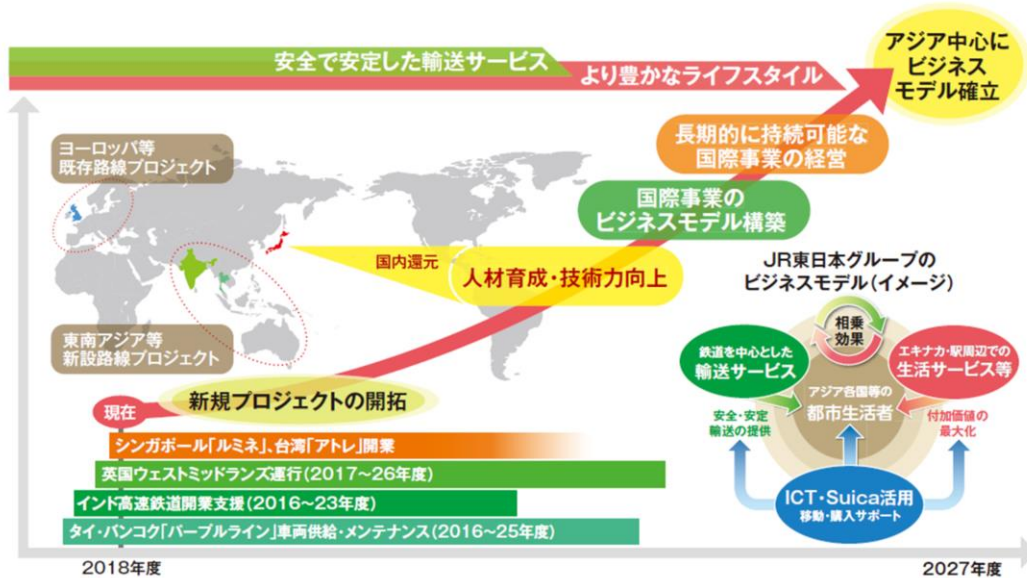 安全で安定した輸送サービス
より豊かなライフスタイル
アジア中心に
ビジネス
モデル確立
ヨーロッパ等
既存路線プロジェクト
長期的に持続可能な
国際事業の経営
国際事業の
ビジネスモデル構築
国内還元
人材育成・技術力向上
東南アジア等
新設路線プロジェクト
現在
新規プロジェクトの開拓
シンガポール「ルミネ」、台湾「アトレ」開業
英国ウェストミッドランズ運行(2017〜26年度)
インド高速鉄道開業支援(2016〜23年度)
タイ・バンコク「パープルライン」車両供給・メンテナンス(2016〜25年度)
JR東日本グループの
ビジネスモデル(イメージ)
相乗
効果
鉄道を中心とした
輸送サービス
エキナカ・駅周辺での
生活サービス等
アジア各国等の
都市生活者
安全・安定
輸送の提供
付加価値の
最大化
ICT・Suica活用
移動・購入サポート
2018年度
2027年度